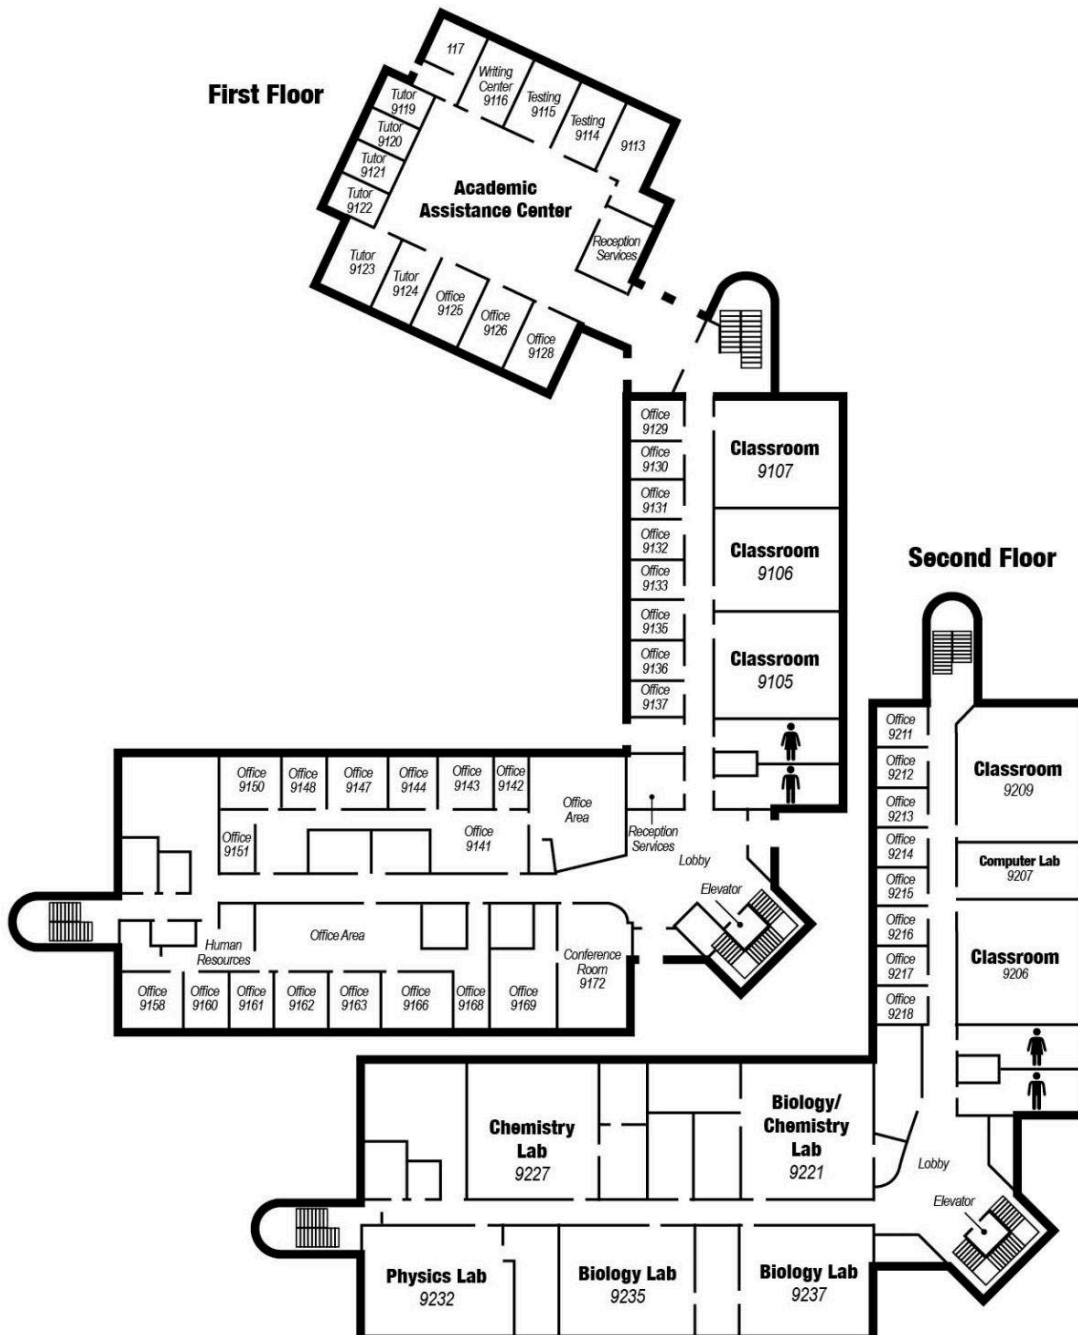 First Floor
117
Writing
Center
9116
Testing
9115
Testing
9114
9113
Tutor
9119
Tutor
9120
Tutor
9121
Tutor
9122
Academic
Assistance Center
Reception
Services
Tutor
9123
Tutor
9124
Office
9125
Office
9126
Office
9128
Office
9129
Office
9130
Office
9131
Office
9132
Office
9133
Office
9135
Office
9136
Office
9137
Classroom
9107
Classroom
9106
Classroom
9105
Office
9150
Office
9148
Office
9147
Office
9144
Office
9143
Office
9142
Office
Area
Office
9151
Office
9141
Reception
Services
Lobby
Elevator
Human
Resources
Office Area
Conference
Room
9172
Office
9158
Office
9160
Office
9161
Office
9162
Office
9163
Office
9166
Office
9168
Office
9169
Second Floor
Office
9211
Office
9212
Office
9213
Office
9214
Office
9215
Office
9216
Office
9217
Office
9218
Classroom
9209
Computer Lab
9207
Classroom
9206
Chemistry
Lab
9227
Biology/
Chemistry
Lab
9221
Lobby
Elevator
Physics Lab
9232
Biology Lab
9235
Biology Lab
9237